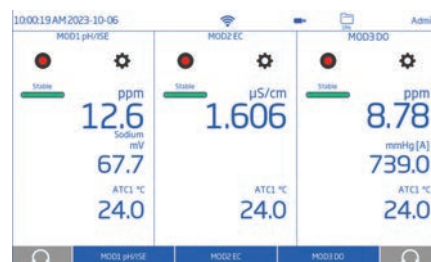 10:00:19 AM 2023-10-06
Admi
MOD1 pH/ISE
Stable
ppm
12.6
Sodium
mV
67.7
ATC1 °C
24.0
MOD2 EC
Stable
µS/cm
1.606
ATC1 °C
24.0
MOD3:DO
Stable
ppm
8.78
mmHg [A]
739.0
ATC1 °C
24.0
MOD1 pH/ISE
MOD2 EC
MOD3 DO